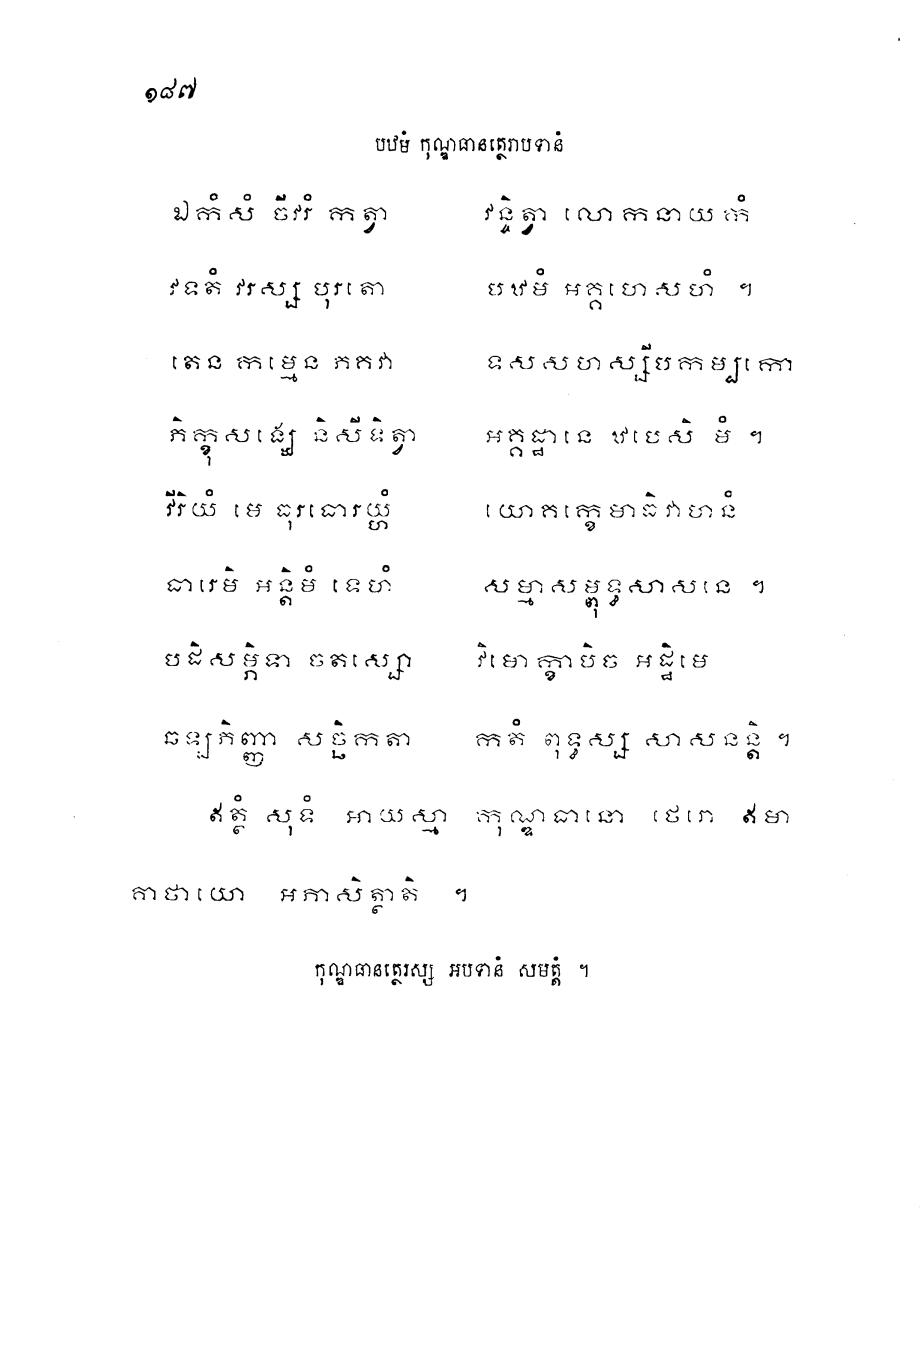 ១៨៧
បឋមំ កុណ្ឌធានត្ថេរាបទានំ
ឯកំសំ ចីវរំ កត្វា វន្ទិត្វា លោកនាយកំ
វទតំ វរស្ស បុរតោ បឋមំ អគ្គហេសហំ ។
តេន កម្មេន ភគវា ទសសហស្សីបកម្បកោ
ភិក្ខុសង្ឃេ និសីទិត្វា អគ្គដ្ឋានេ ឋបេសិ មំ ។
វីរិយំ មេ ធុរធោរយ្ហំ យោគក្ខេមាធិវាហនំ
ធារេមិ អន្តិមំ ទេហំ សម្មាសម្ពុទ្ធសាសនេ ។
បដិសម្ភិទា ចតស្សោ វិមោក្ខាបិច អដ្ឋិមេ
ឆឡភិញ្ញា សច្ឆិកតា កតំ ពុទ្ធស្ស សាសនន្តិ ។
ឥត្ថំ សុទំ អាយស្មា កុណ្ឌធានោ ថេរោ ឥមា
គាថាយោ អភាសិត្ថាតិ ។
កុណ្ឌធានត្ថេរស្ស អបទានំ សមត្តំ ។